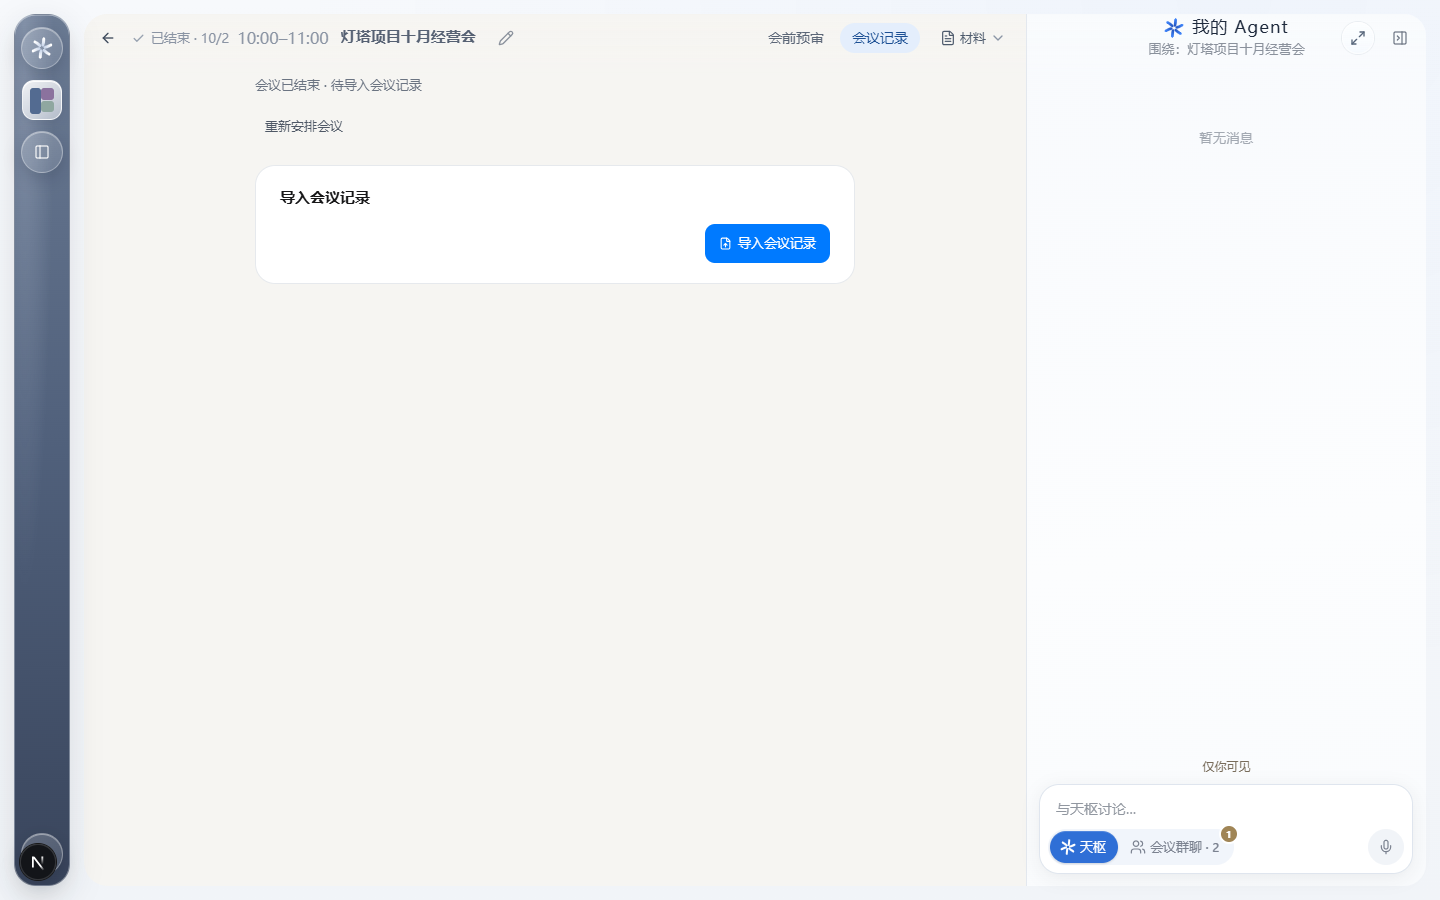 已结束 · 10/2 10:00–11:00 灯塔项目十月经营会
会前预审 会议记录 材料
会议已结束 · 待导入会议记录
重新安排会议
导入会议记录
导入会议记录
我的 Agent
围绕：灯塔项目十月经营会
暂无消息
仅你可见
与天枢讨论...
天枢 会议群聊 · 2 1
N